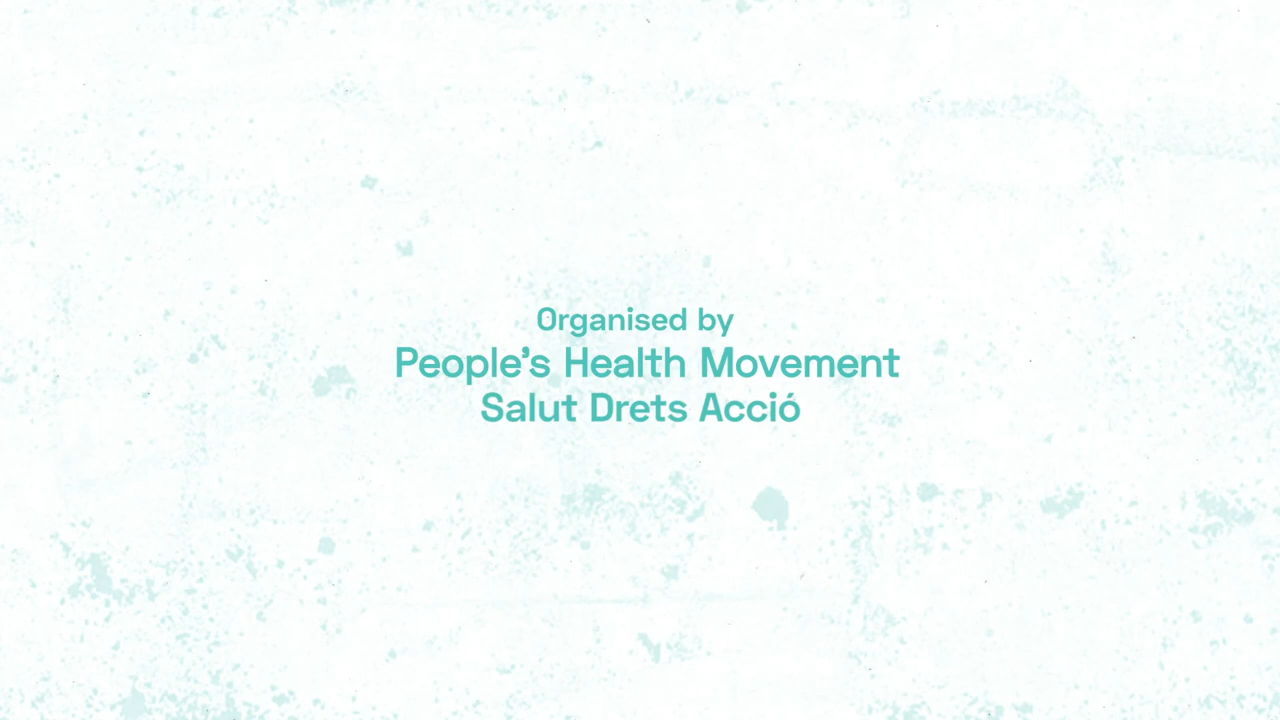 Organised by
People’s Health Movement
Salut Drets Acció